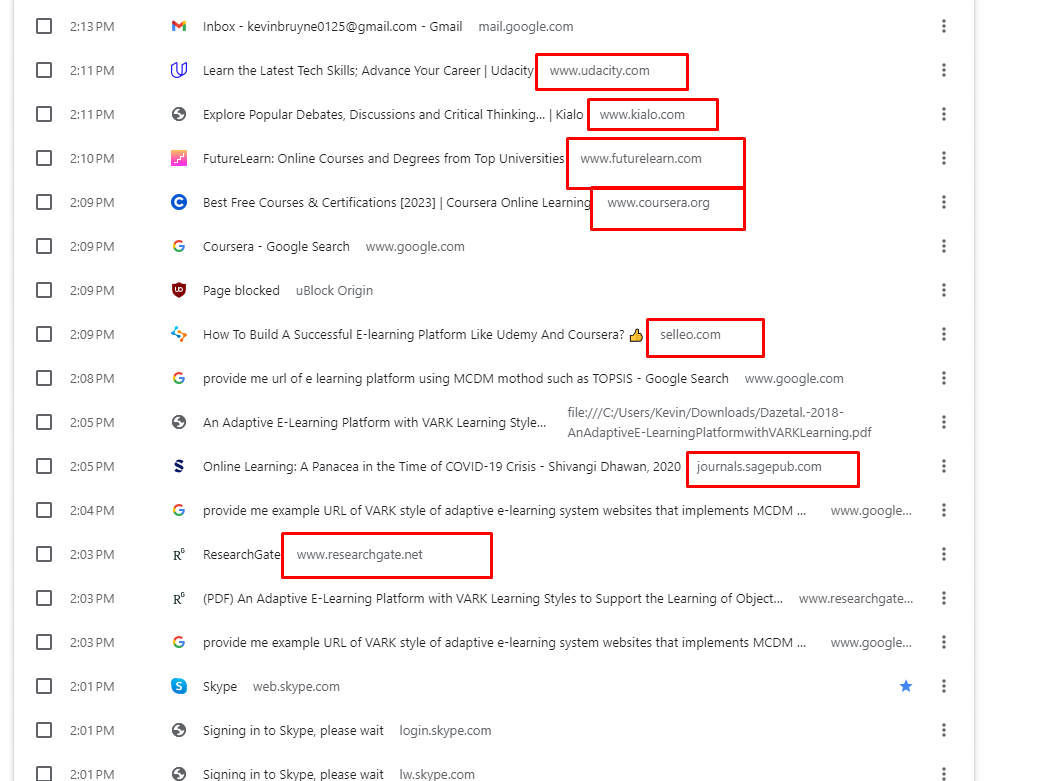 2:13 PM Inbox - kevinbruyne0125@gmail.com - Gmail mail.google.com
2:11 PM Learn the Latest Tech Skills; Advance Your Career | Udacity www.udacity.com
2:11 PM Explore Popular Debates, Discussions and Critical Thinking... | Kialo www.kialo.com
2:10 PM FutureLearn: Online Courses and Degrees from Top Universities www.futurelearn.com
2:09 PM Best Free Courses & Certifications [2023] | Coursera Online Learning www.coursera.org
2:09 PM Coursera - Google Search www.google.com
2:09 PM Page blocked uBlock Origin
2:09 PM How To Build A Successful E-learning Platform Like Udemy And Coursera? 👍 selleo.com
2:08 PM provide me url of e learning platform using MCDM mothod such as TOPSIS - Google Search www.google.com
2:05 PM An Adaptive E-Learning Platform with VARK Learning Style... file:///C:/Users/Kevin/Downloads/Dazetal.-2018-
AnAdaptiveE-LearningPlatformwithVARKLearning.pdf
2:05 PM Online Learning: A Panacea in the Time of COVID-19 Crisis - Shivangi Dhawan, 2020 journals.sagepub.com
2:04 PM provide me example URL of VARK style of adaptive e-learning system websites that implements MCDM ... www.google...
2:03 PM ResearchGate www.researchgate.net
2:03 PM (PDF) An Adaptive E-Learning Platform with VARK Learning Styles to Support the Learning of Object... www.researchgate...
2:03 PM provide me example URL of VARK style of adaptive e-learning system websites that implements MCDM ... www.google...
2:01 PM Skype web.skype.com
2:01 PM Signing in to Skype, please wait login.skype.com
2:01 PM Signing in to Skype, please wait lw.skype.com